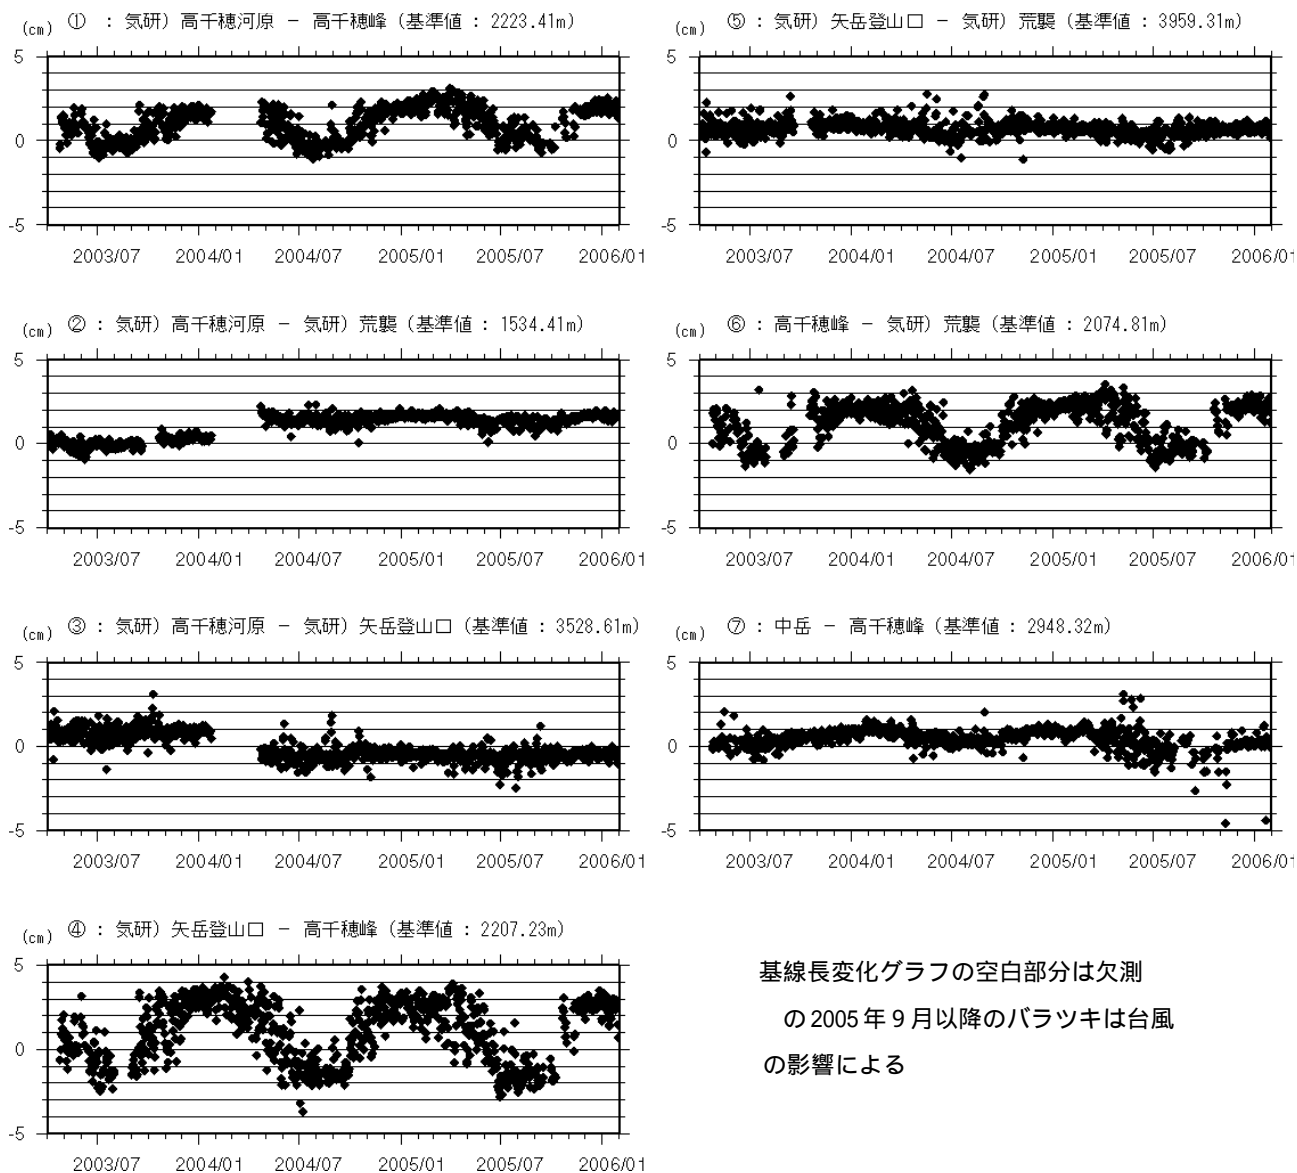 (cm) ① : 気研) 高千穂河原 − 高千穂峰 (基準値 : 2223.41m)
5
0
-5
2003/07 2004/01 2004/07 2005/01 2005/07 2006/01
(cm) ② : 気研) 高千穂河原 − 気研) 荒襲 (基準値 : 1534.41m)
5
0
-5
2003/07 2004/01 2004/07 2005/01 2005/07 2006/01
(cm) ③ : 気研) 高千穂河原 − 気研) 矢岳登山口 (基準値 : 3528.61m)
5
0
-5
2003/07 2004/01 2004/07 2005/01 2005/07 2006/01
(cm) ④ : 気研) 矢岳登山口 − 高千穂峰 (基準値 : 2207.23m)
5
0
-5
2003/07 2004/01 2004/07 2005/01 2005/07 2006/01
(cm) ⑤ : 気研) 矢岳登山口 − 気研) 荒襲 (基準値 : 3959.31m)
5
0
-5
2003/07 2004/01 2004/07 2005/01 2005/07 2006/01
(cm) ⑥ : 高千穂峰 − 気研) 荒襲 (基準値 : 2074.81m)
5
0
-5
2003/07 2004/01 2004/07 2005/01 2005/07 2006/01
(cm) ⑦ : 中岳 − 高千穂峰 (基準値 : 2948.32m)
5
0
-5
2003/07 2004/01 2004/07 2005/01 2005/07 2006/01
基線長変化グラフの空白部分は欠測
の2005年9月以降のバラツキは台風
の影響による